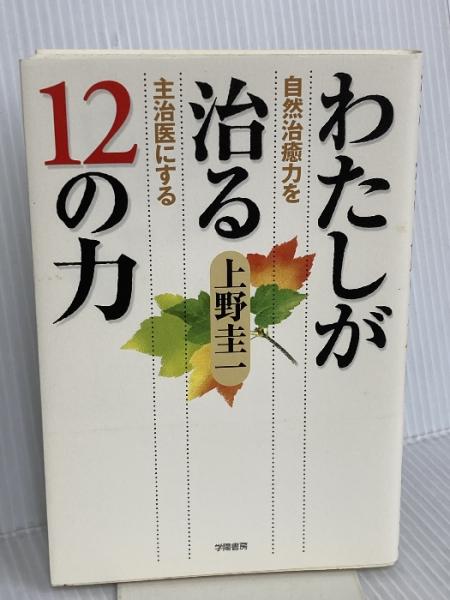 わたしが
治る
12の力
自然治癒力を
主治医にする
上野圭一
学陽書房